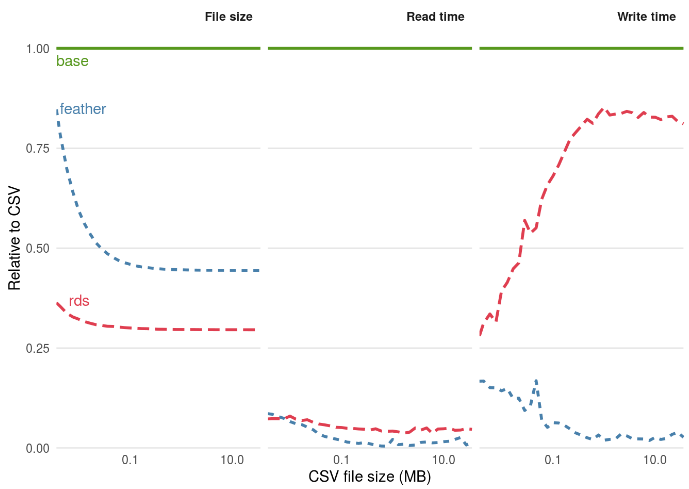 File size
Read time
Write time
1.00
base
feather
0.75
0.50
rds
0.25
0.00
0.1 10.0
0.1 10.0
0.1 10.0
Relative to CSV
CSV file size (MB)